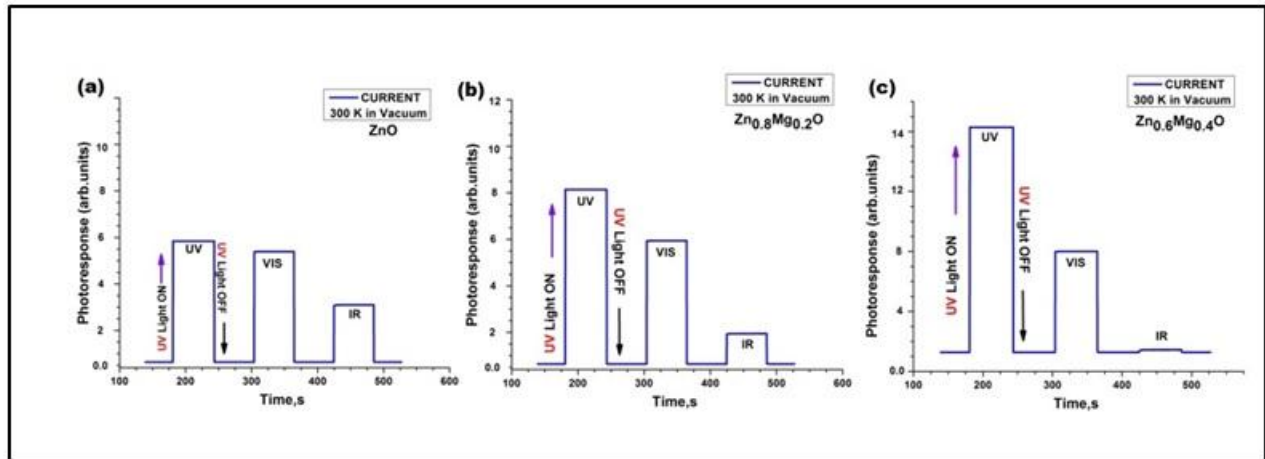 (a)
CURRENT
300 K in Vacuum
ZnO
Photoresponse (arb.units)
10
8
6
4
2
0.0
UV Light ON
UV
UV Light OFF
VIS
IR
100 200 300 400 500 600
Time,s
(b)
CURRENT
300 K in Vacuum
Zn0.8Mg0.2O
Photoresponse (arb.units)
12
10
8
6
4
2
0.0
UV Light ON
UV
UV Light OFF
VIS
IR
100 200 300 400 500 600
Time,s
(c)
CURRENT
300 K in Vacuum
Zn0.6Mg0.4O
Photoresponse (arb.units)
14
12
8
4
0.0
UV Light ON
UV
UV Light OFF
VIS
IR
100 200 300 400 500
Time,s